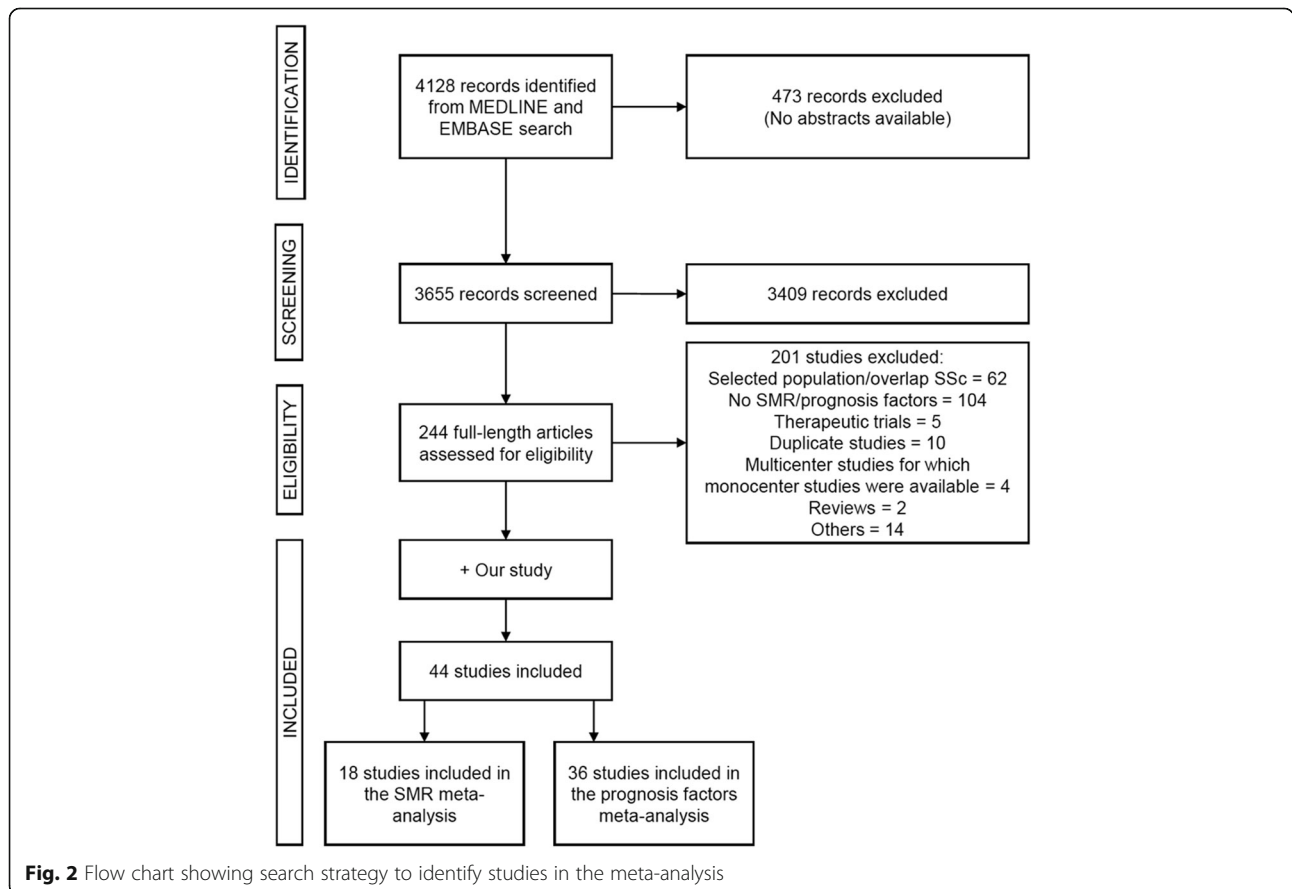 IDENTIFICATION
4128 records identified
from MEDLINE and
EMBASE search
473 records excluded
(No abstracts available)
SCREENING
3655 records screened
3409 records excluded
ELIGIBILITY
244 full-length articles
assessed for eligibility
201 studies excluded:
Selected population/overlap SSc = 62
No SMR/prognosis factors = 104
Therapeutic trials = 5
Duplicate studies = 10
Multicenter studies for which
monocenter studies were available = 4
Reviews = 2
Others = 14
INCLUDED
+ Our study
44 studies included
18 studies included in
the SMR meta-
analysis
36 studies included in
the prognosis factors
meta-analysis
Fig. 2 Flow chart showing search strategy to identify studies in the meta-analysis